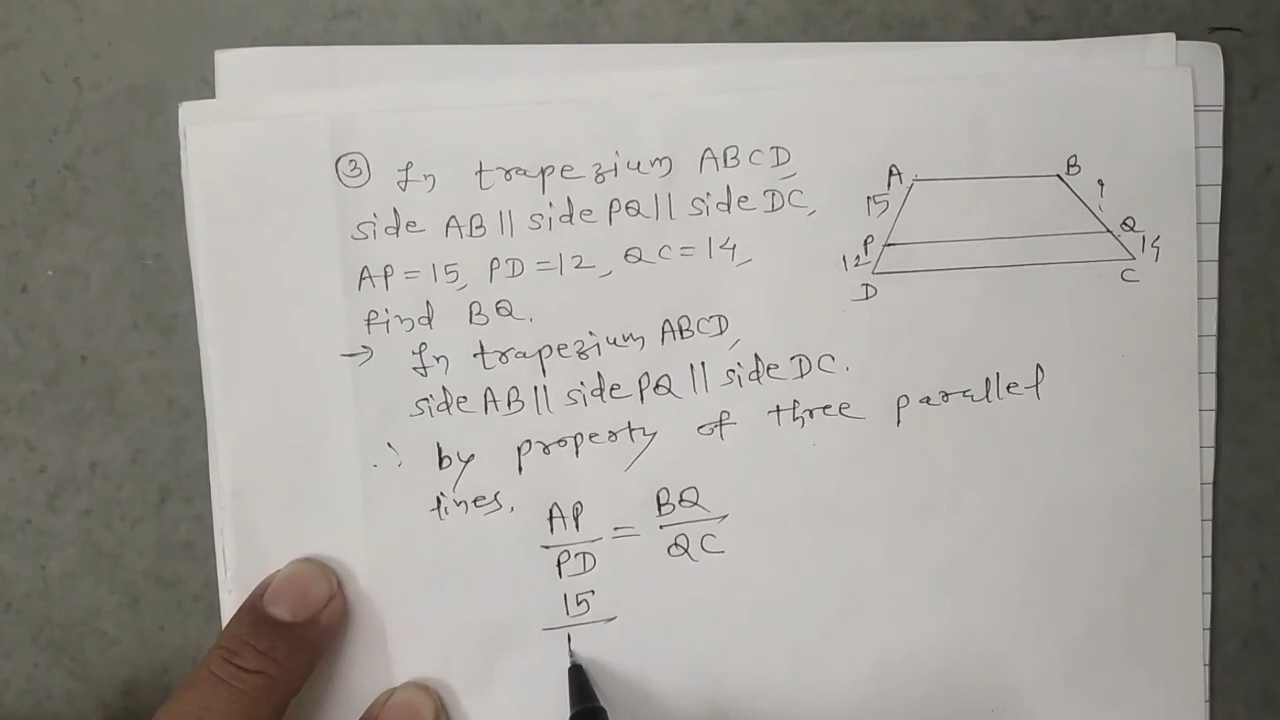 ③ In trapezium ABCD,
side AB || side PQ || side DC,
AP = 15, PD = 12, QC = 14,
find BQ.
→ In trapezium ABCD,
side AB || side PQ || side DC.
∴ by property of three parallel
lines,
AP/PD = BQ/QC
15
1
A B
15 ?
P Q
12 14
D C